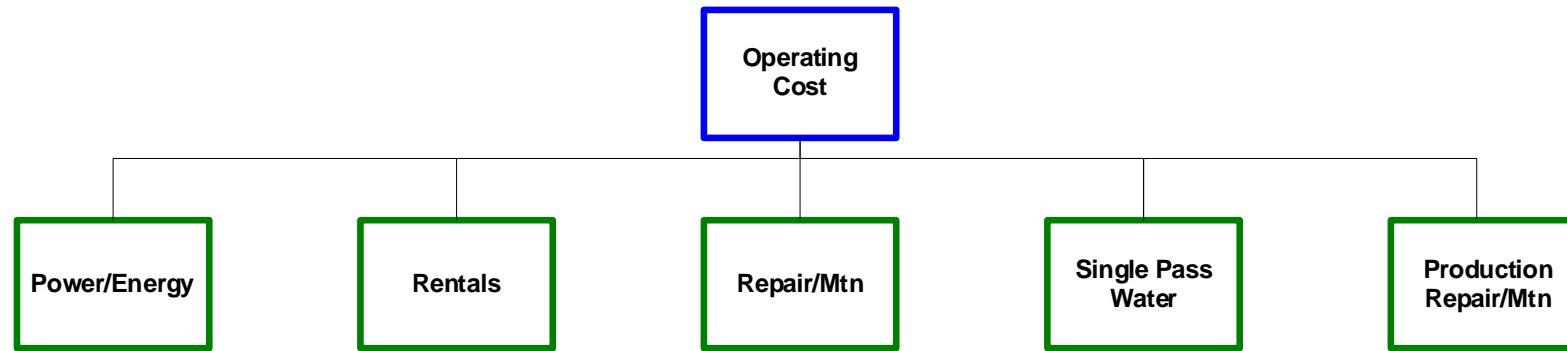 Operating
Cost
Power/Energy
Rentals
Repair/Mtn
Single Pass
Water
Production
Repair/Mtn